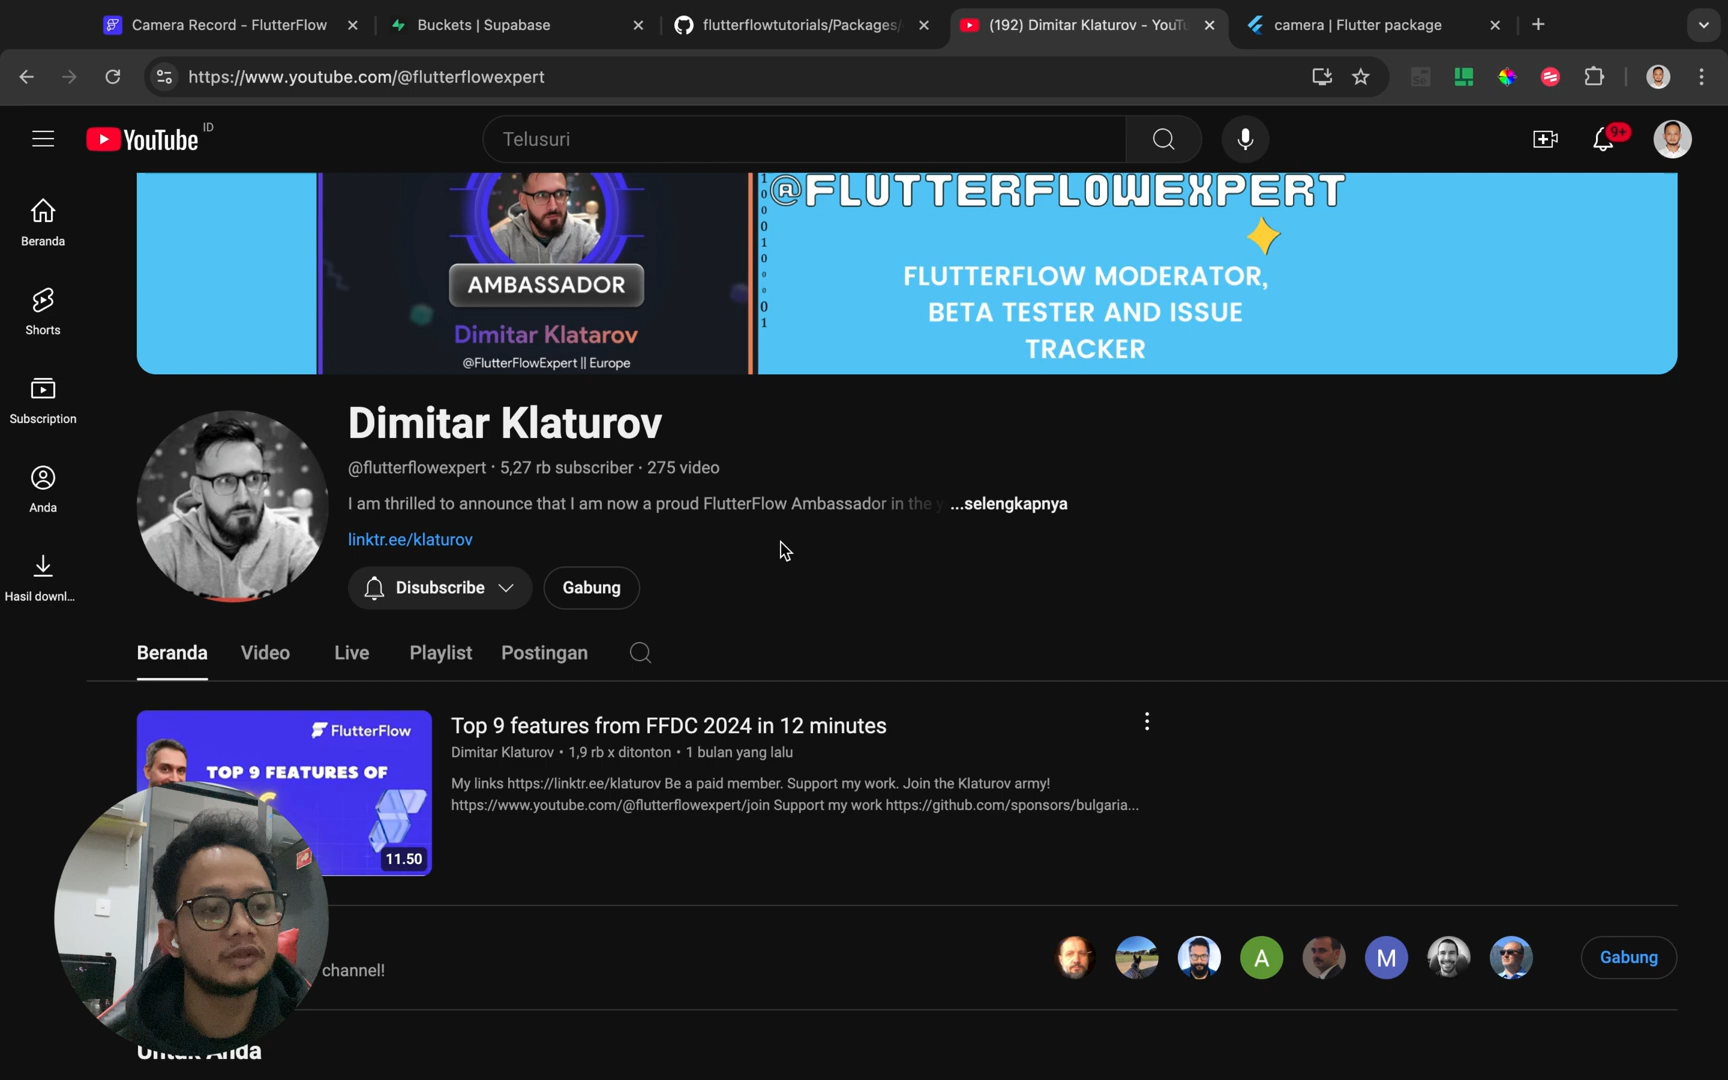 Camera Record - FlutterFlow
Buckets | Supabase
flutterflowtutorials/Packages/
(192) Dimitar Klaturov - YouTu
camera | Flutter package
https://www.youtube.com/@flutterflowexpert
YouTube ID
Telusuri
9+
Beranda
Shorts
Subscription
Anda
Hasil downl...
@FLUTTERFLOWEXPERT
FLUTTERFLOW MODERATOR,
BETA TESTER AND ISSUE
TRACKER
AMBASSADOR
Dimitar Klatarov
@FlutterFlowExpert || Europe
Dimitar Klaturov
@flutterflowexpert • 5,27 rb subscriber • 275 video
I am thrilled to announce that I am now a proud FlutterFlow Ambassador in the y ...selengkapnya
linktr.ee/klaturov
Disubscribe
Gabung
Beranda Video Live Playlist Postingan
FlutterFlow
TOP 9 FEATURES OF
11.50
Top 9 features from FFDC 2024 in 12 minutes
Dimitar Klaturov • 1,9 rb x ditonton • 1 bulan yang lalu
My links https://linktr.ee/klaturov Be a paid member. Support my work. Join the Klaturov army!
https://www.youtube.com/@flutterflowexpert/join Support my work https://github.com/sponsors/bulgaria...
channel!
A
M
Gabung
Untuk Anda